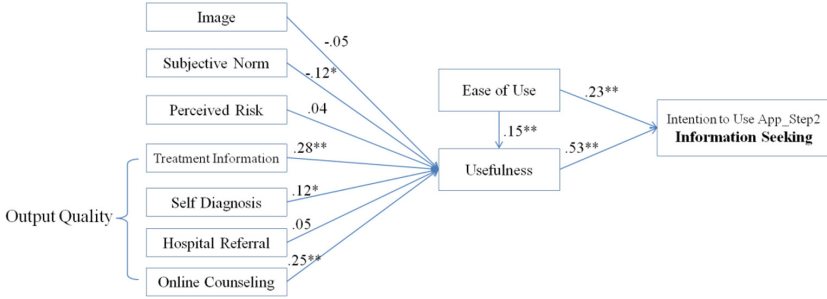 Image
-.05
Subjective Norm
-.12*
Perceived Risk
.04
Treatment Information
.28**
Self Diagnosis
.12*
Hospital Referral
.05
Online Counseling
.25**
Output Quality
Ease of Use
.23**
.15**
Usefulness
.53**
Intention to Use App_Step2
Information Seeking